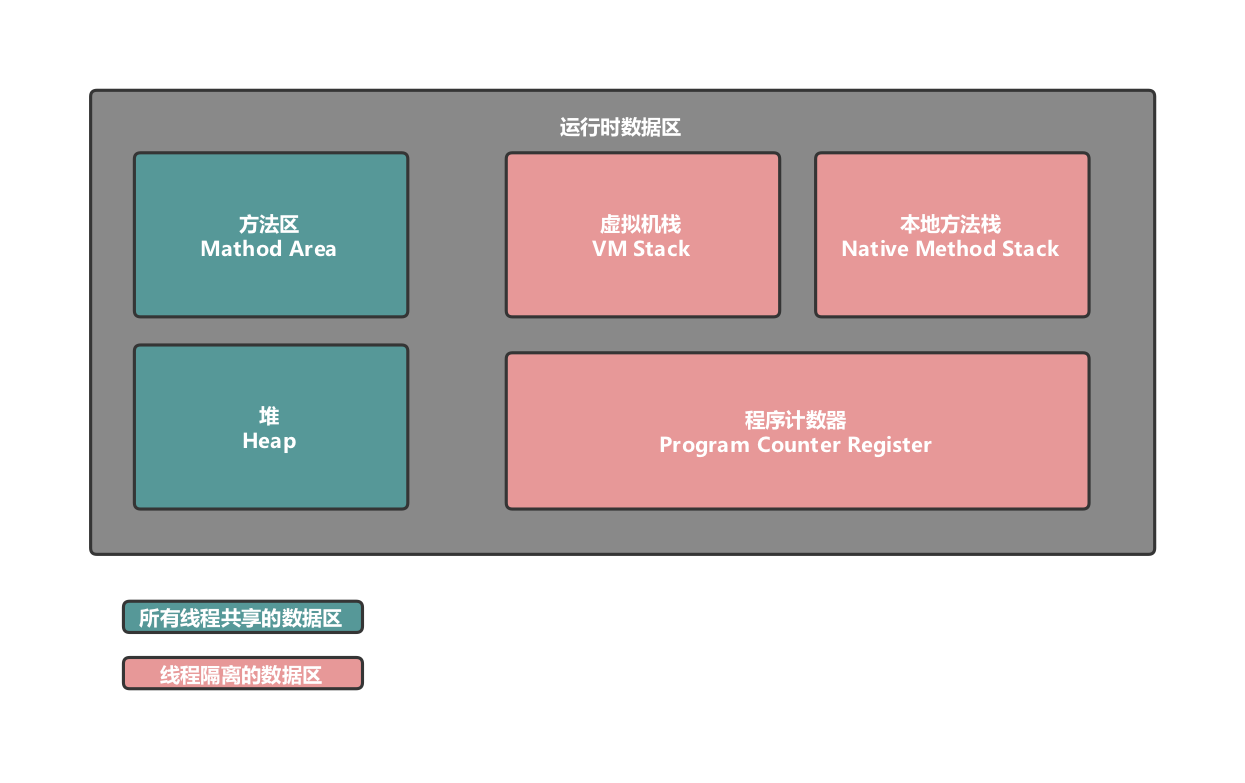 运行时数据区
方法区
Mathod Area
虚拟机栈
VM Stack
本地方法栈
Native Method Stack
堆
Heap
程序计数器
Program Counter Register
所有线程共享的数据区
线程隔离的数据区